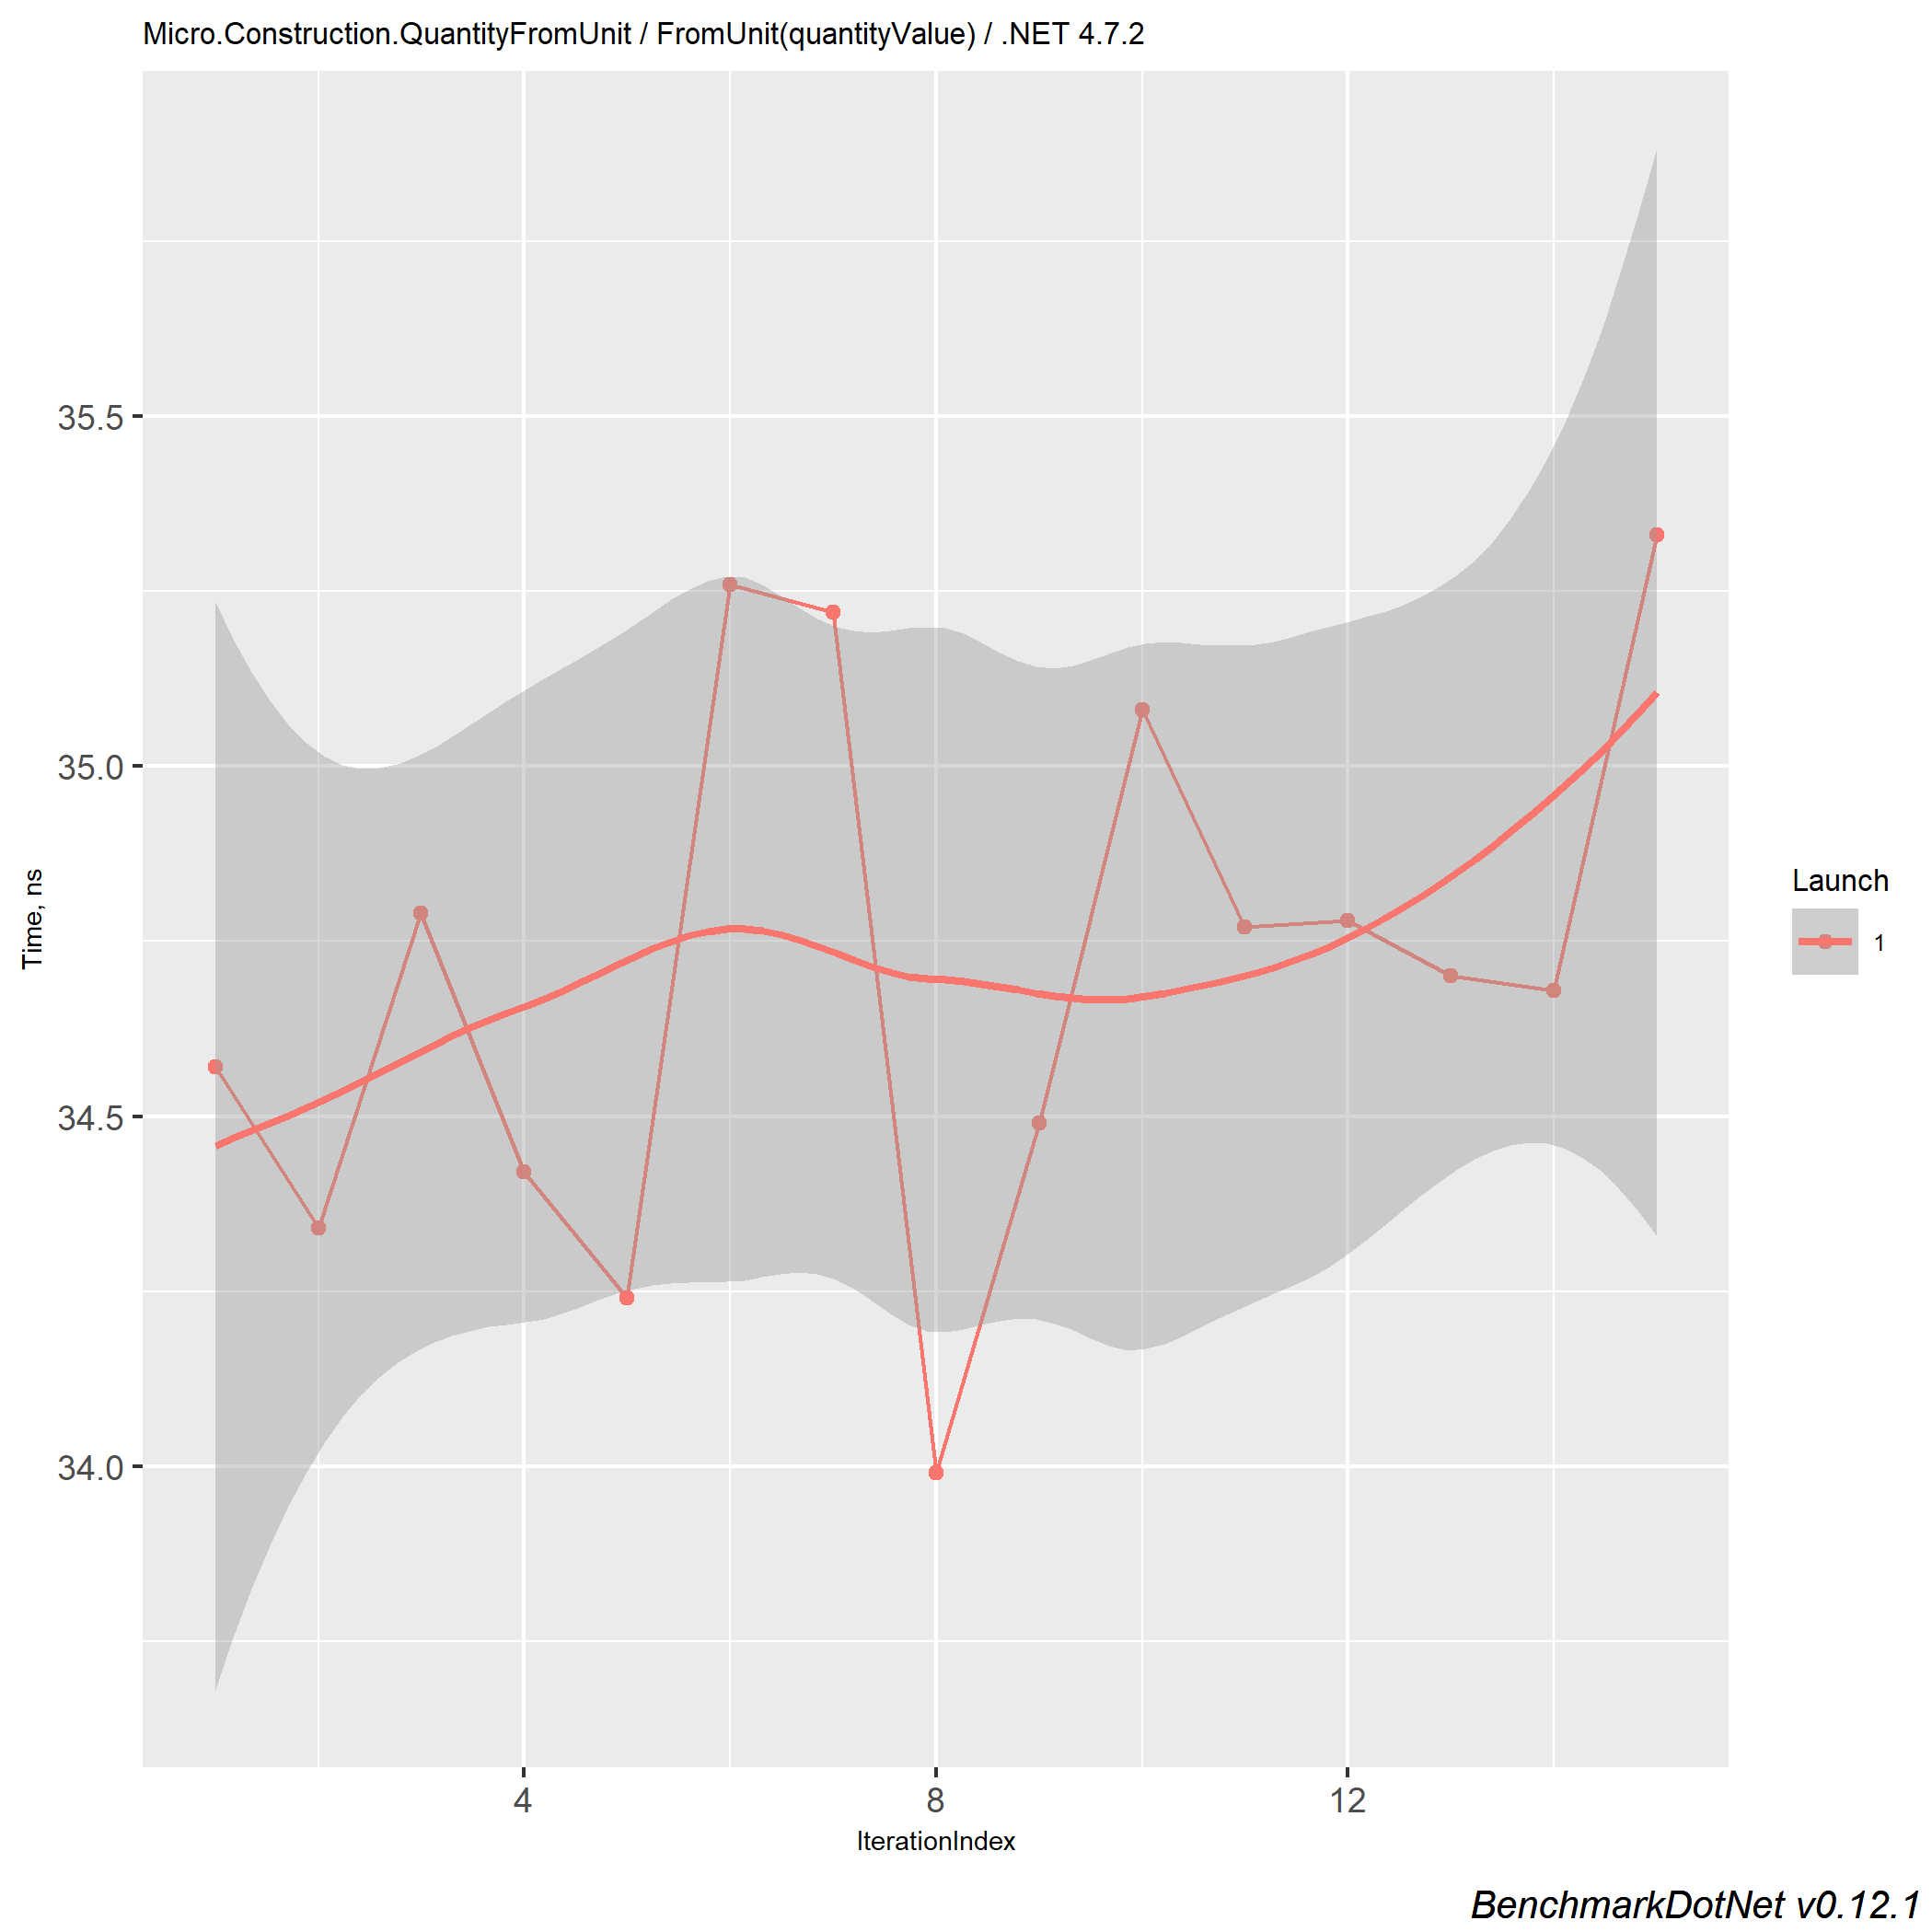 Micro.Construction.QuantityFromUnit / FromUnit(quantityValue) / .NET 4.7.2
35.5
35.0
34.5
34.0
Time, ns
4 8 12
IterationIndex
Launch
1
BenchmarkDotNet v0.12.1